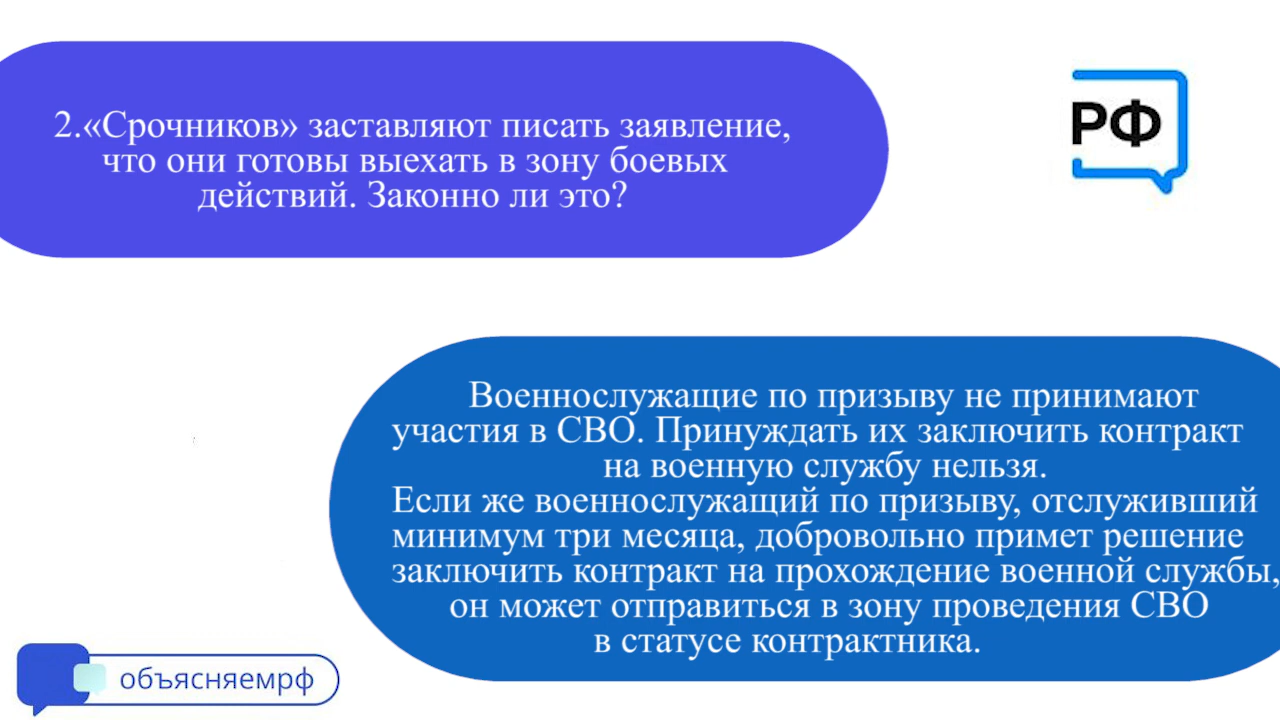 2.«Срочников» заставляют писать заявление,
что они готовы выехать в зону боевых
действий. Законно ли это?
РФ
Военнослужащие по призыву не принимают
участия в СВО. Принуждать их заключить контракт
на военную службу нельзя.
Если же военнослужащий по призыву, отслуживший
минимум три месяца, добровольно примет решение
заключить контракт на прохождение военной службы,
он может отправиться в зону проведения СВО
в статусе контрактника.
объясняемрф